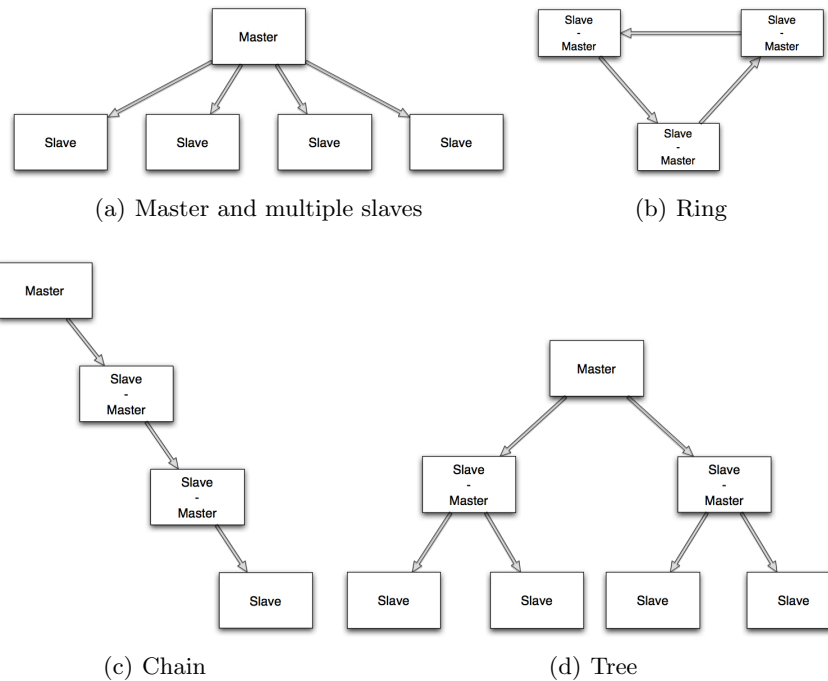 Master
Slave
Slave
Slave
Slave
(a) Master and multiple slaves
Slave
-
Master
Slave
-
Master
Slave
-
Master
(b) Ring
Master
Slave
-
Master
Slave
-
Master
Slave
(c) Chain
Master
Slave
-
Master
Slave
-
Master
Slave
Slave
Slave
Slave
(d) Tree